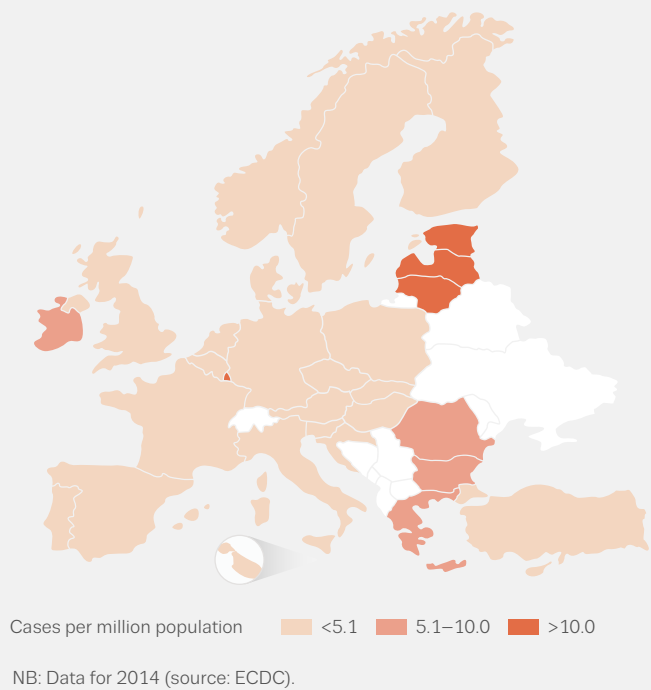 Cases per million population <5.1 5.1–10.0 >10.0
NB: Data for 2014 (source: ECDC).